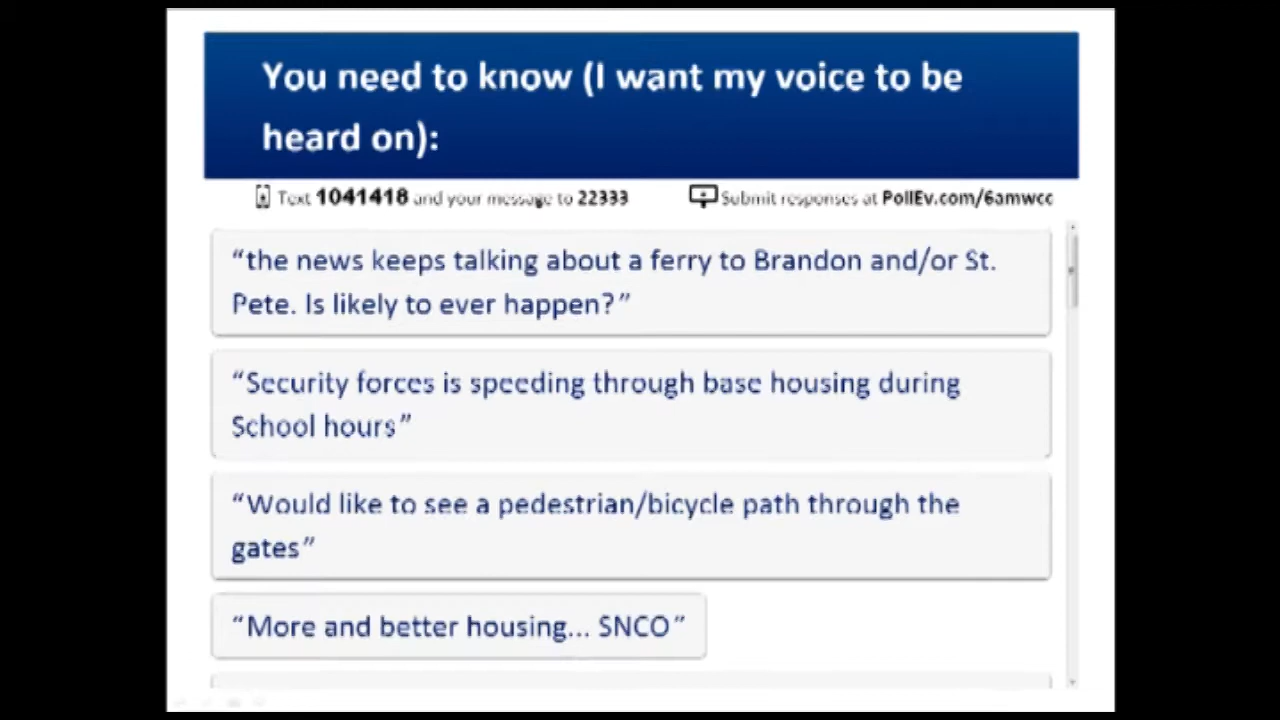 You need to know (I want my voice to be
heard on):
Text 1041418 and your message to 22333
Submit responses at PollEv.com/6amwcc
“the news keeps talking about a ferry to Brandon and/or St.
Pete. Is likely to ever happen?”
“Security forces is speeding through base housing during
School hours”
“Would like to see a pedestrian/bicycle path through the
gates”
“More and better housing... SNCO”